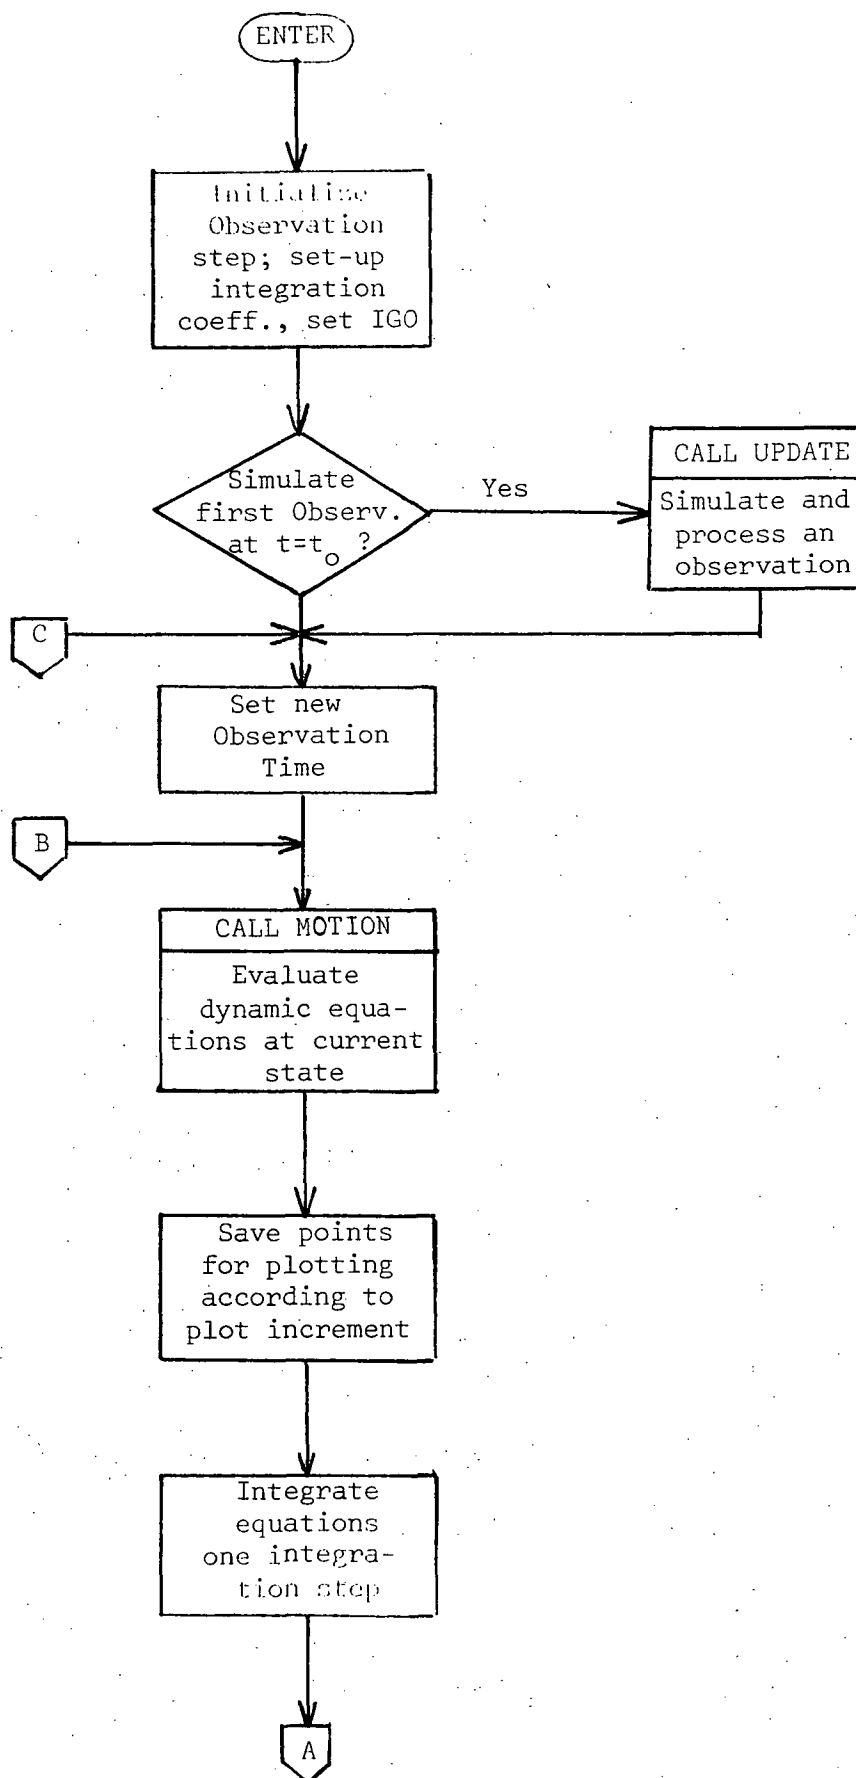 ENTER
Initialize
Observation
step; set-up
integration
coeff., set IGO
Simulate
first Observ.
at t=t_o ?
Yes
CALL UPDATE
Simulate and
process an
observation
C
Set new
Observation
Time
B
CALL MOTION
Evaluate
dynamic equa-
tions at current
state
Save points
for plotting
according to
plot increment
Integrate
equations
one integra-
tion step
A